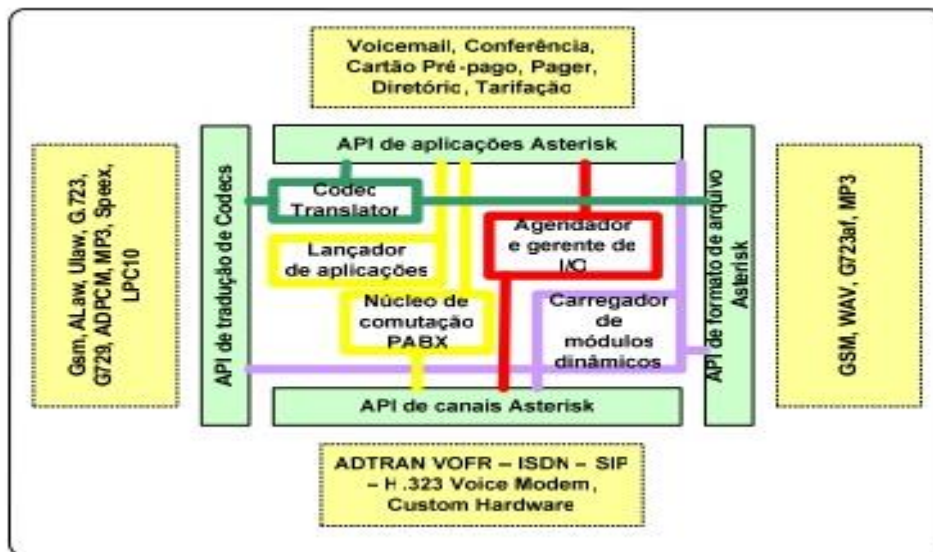 Voicemail, Conferência,
Cartão Pré-pago, Pager,
Diretóric, Tarifação
API de aplicações Asterisk
Gsm, ALaw, Ulaw, G.723,
G729, ADPCM, MP3, Speex,
LPC10
API de tradução de Codecs
Codec
Translator
Lançador
de aplicações
Núcleo de
comutação
PABX
Agendador
e gerente de
I/O
Carregador
de
módulos
dinâmicos
API de formato de arquivo
Asterisk
GSM, WAV, G723af, MP3
API de canais Asterisk
ADTRAN VOFR – ISDN – SIP
– H.323 Voice Modem,
Custom Hardware